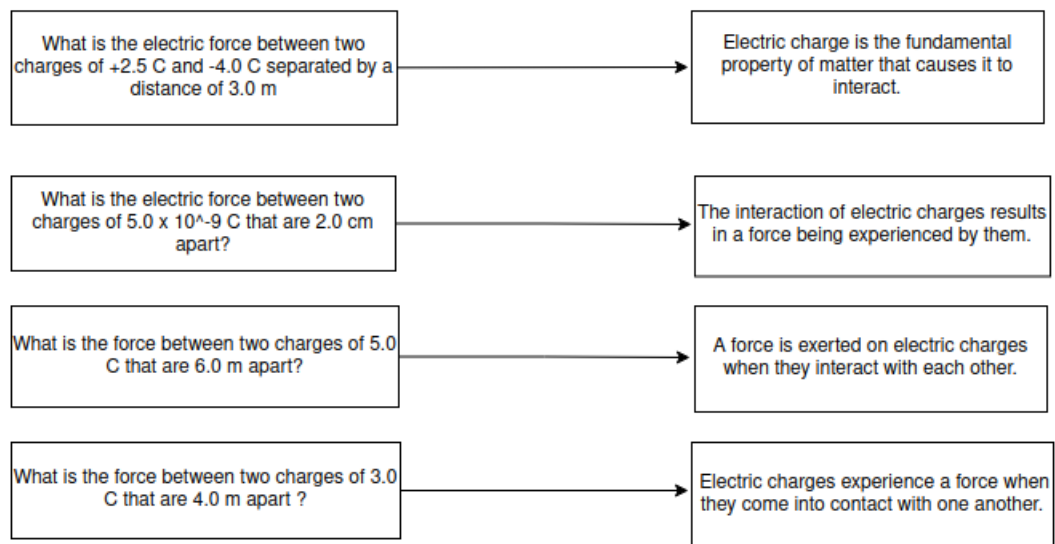 What is the electric force between two
charges of +2.5 C and -4.0 C separated by a
distance of 3.0 m
Electric charge is the fundamental
property of matter that causes it to
interact.
What is the electric force between two
charges of 5.0 x 10^-9 C that are 2.0 cm
apart?
The interaction of electric charges results
in a force being experienced by them.
What is the force between two charges of 5.0
C that are 6.0 m apart?
A force is exerted on electric charges
when they interact with each other.
What is the force between two charges of 3.0
C that are 4.0 m apart ?
Electric charges experience a force when
they come into contact with one another.